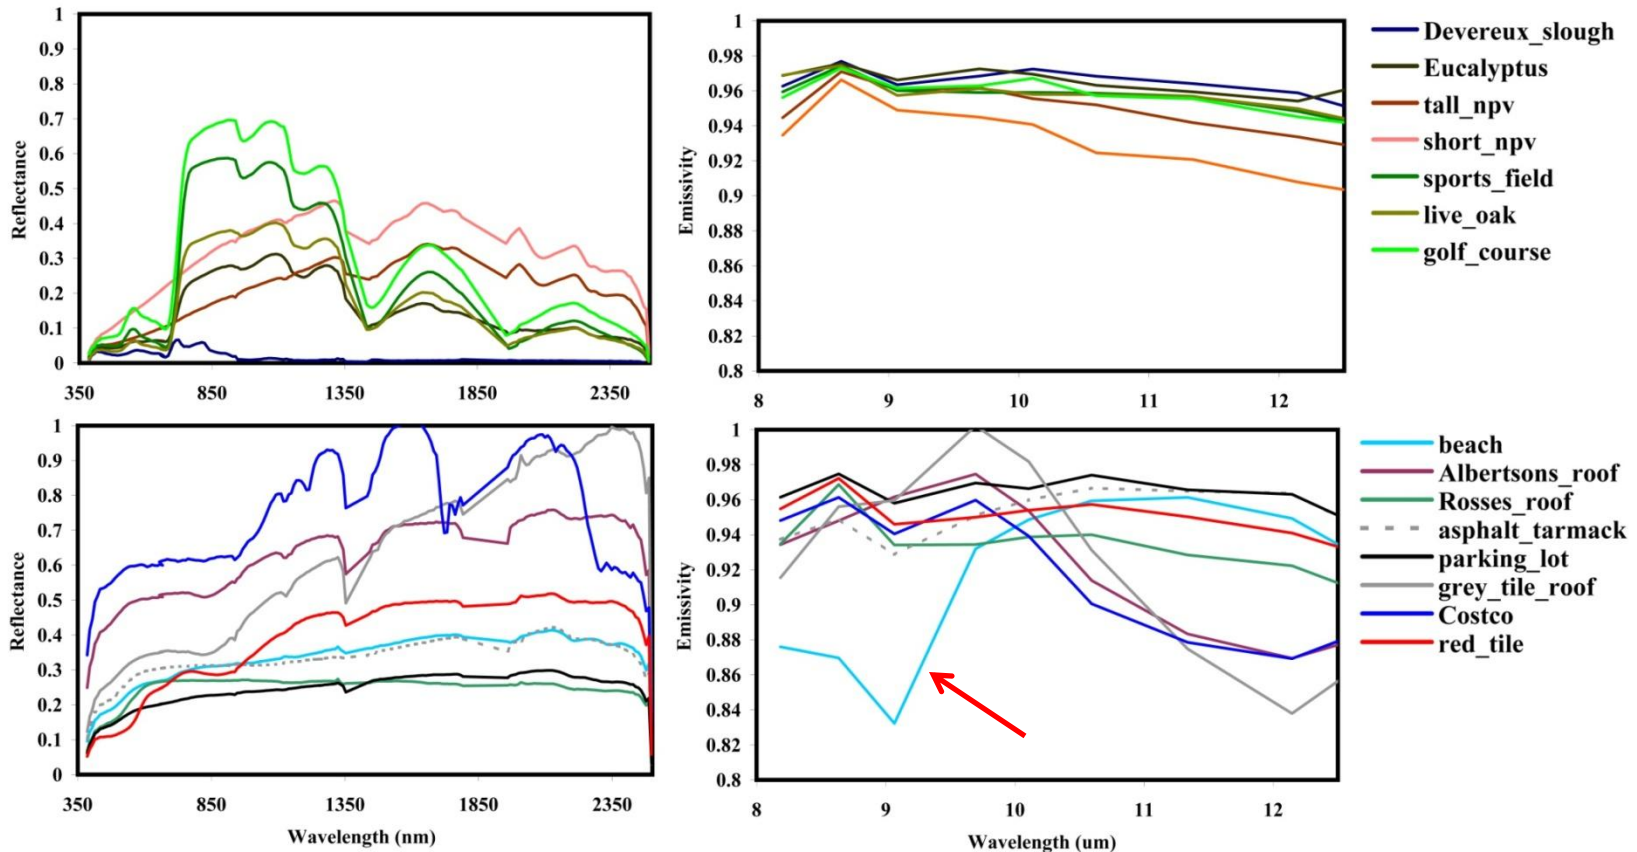 1
0.9
0.8
0.7
0.6
0.5
0.4
0.3
0.2
0.1
0
Reflectance
350 850 1350 1850 2350
1
0.98
0.96
0.94
0.92
0.9
0.88
0.86
0.84
0.82
0.8
Emissivity
8 9 10 11 12
Devereux_slough
Eucalyptus
tall_npv
short_npv
sports_field
live_oak
golf_course
1
0.9
0.8
0.7
0.6
0.5
0.4
0.3
0.2
0.1
0
Reflectance
350 850 1350 1850 2350
Wavelength (nm)
1
0.98
0.96
0.94
0.92
0.9
0.88
0.86
0.84
0.82
0.8
Emissivity
8 9 10 11 12
Wavelength (um)
beach
Albertsons_roof
Rosses_roof
asphalt_tarmack
parking_lot
grey_tile_roof
Costco
red_tile